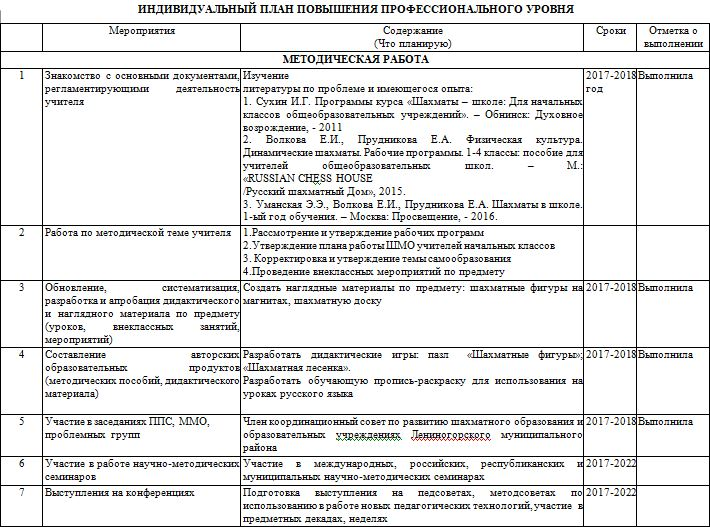 ИНДИВИДУАЛЬНЫЙ ПЛАН ПОВЫШЕНИЯ ПРОФЕССИОНАЛЬНОГО УРОВНЯ
Мероприятия
Содержание
(Что планирую)
Сроки
Отметка о
выполнении
МЕТОДИЧЕСКАЯ РАБОТА
1
Знакомство с основными документами,
регламентирующими деятельность
учителя
Изучение
литературы по проблеме и имеющегося опыта:
1. Сухин И.Г. Программы курса «Шахматы – школе: Для начальных
классов общеобразовательных учреждений». – Обнинск: Духовное
возрождение, - 2011
2. Волкова Е.И., Прудникова Е.А. Физическая культура.
Динамические шахматы. Рабочие программы. 1-4 классы: пособие для
учителей общеобразовательных школ. – М.:
«RUSSIAN CHESS HOUSE
/Русский шахматный Дом», 2015.
3. Уманская Э.Э., Волкова Е.И., Прудникова Е.А. Шахматы в школе.
1-ый год обучения. – Москва: Просвещение, - 2016.
2017-2018
год
Выполнила
2
Работа по методической теме учителя
1.Рассмотрение и утверждение рабочих программ
2.Утверждение плана работы ШМО учителей начальных классов
3. Корректировка и утверждение темы самообразования
4.Проведение внеклассных мероприятий по предмету
3
Обновление, систематизация,
разработка и апробация дидактического
и наглядного материала по предмету
(уроков, внеклассных занятий,
мероприятий)
Создать наглядные материалы по предмету: шахматные фигуры на
магнитах, шахматную доску
2017-2018
Выполнила
4
Составление авторских
образовательных продуктов
(методических пособий, дидактического
материала)
Разработать дидактические игры: пазл «Шахматные фигуры»;
«Шахматная лесенка».
Разработать обучающую пропись-раскраску для использования на
уроках русского языка
2017-2018
Выполнила
5
Участие в заседаниях ППС, ММО,
проблемных групп
Член координационный совет по развитию шахматного образования и
образовательных учреждениях Лениногорского муниципального
района
2017-2018
Выполнила
6
Участие в работе научно-методических
семинаров
Участие в международных, российских, республиканских и
муниципальных научно-методических семинарах
2017-2022
7
Выступления на конференциях
Подготовка выступления на педсоветах, методсоветах по
использованию в работе новых педагогических технологий, участие в
предметных декадах, неделях
2017-2022